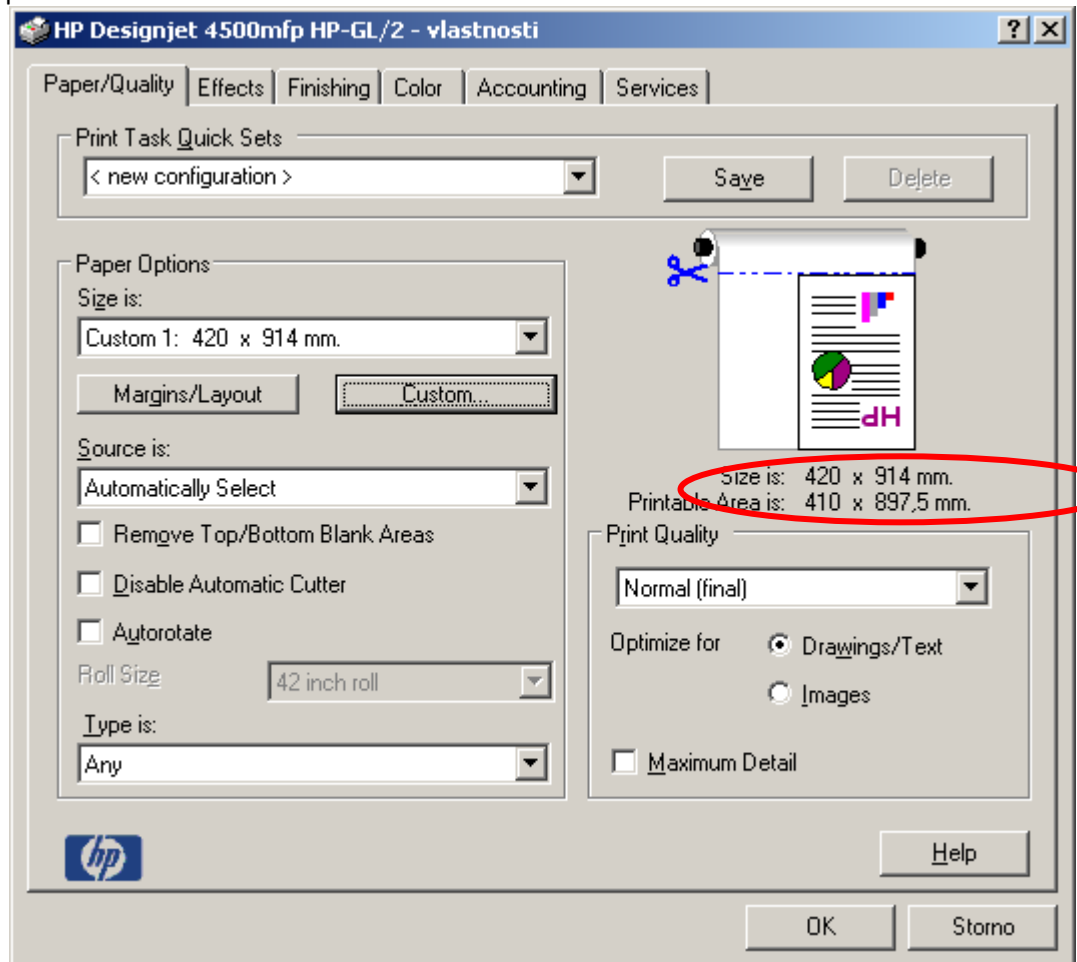 HP Designjet 4500mfp HP-GL/2 - vlastnosti
Paper/Quality Effects Finishing Color Accounting Services
Print Task Quick Sets
< new configuration > Save Delete
Paper Options
Size is:
Custom 1: 420 x 914 mm.
Margins/Layout Custom...
Source is:
Automatically Select
Remove Top/Bottom Blank Areas
Disable Automatic Cutter
Autorotate
Roll Size 42 inch roll
Type is:
Any
HP
Size is: 420 x 914 mm.
Printable Area is: 410 x 897,5 mm.
Print Quality
Normal (final)
Optimize for Drawings/Text
Images
Maximum Detail
hp
Help
OK Storno